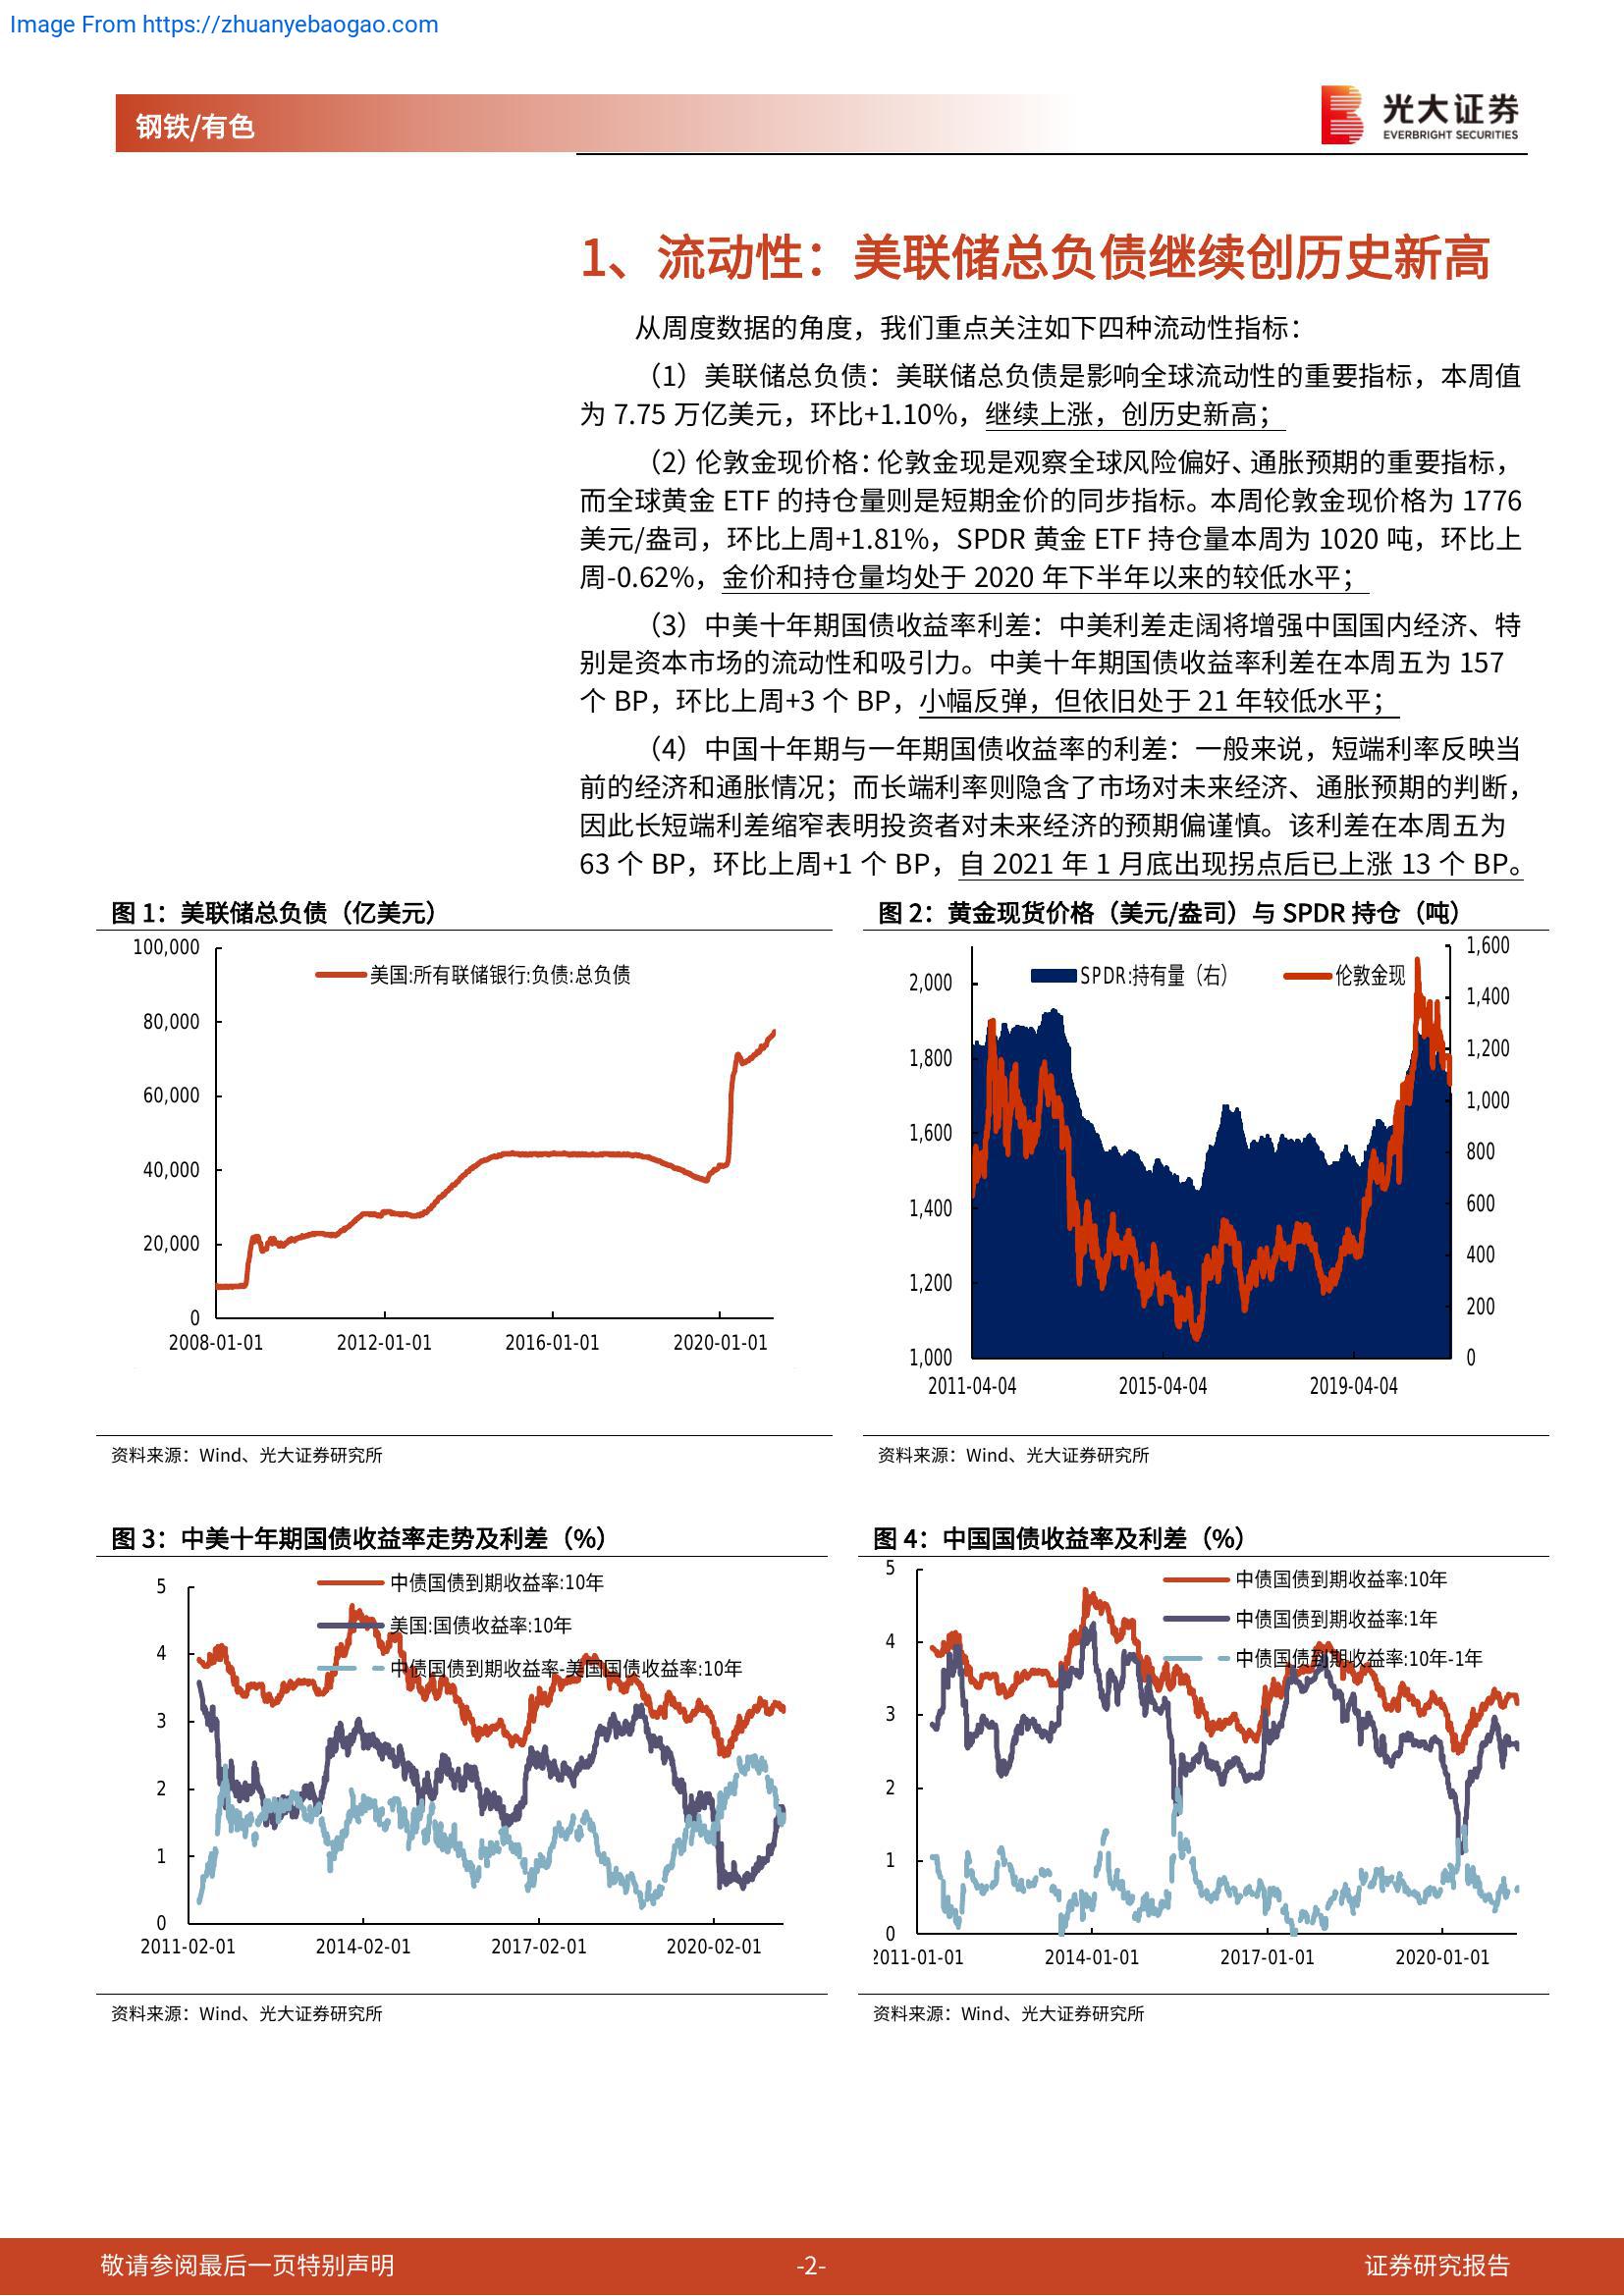 Image From https://zhuanyebaogao.com
钢铁/有色
光大证券
EVERBRIGHT SECURITIES
1、流动性：美联储总负债继续创历史新高
从周度数据的角度，我们重点关注如下四种流动性指标：
（1）美联储总负债：美联储总负债是影响全球流动性的重要指标，本周值
为 7.75 万亿美元，环比+1.10%，继续上涨，创历史新高；
（2）伦敦金现价格：伦敦金现是观察全球风险偏好、通胀预期的重要指标，
而全球黄金 ETF 的持仓量则是短期金价的同步指标。本周伦敦金现价格为 1776
美元/盎司，环比上周+1.81%，SPDR 黄金 ETF 持仓量本周为 1020 吨，环比上
周-0.62%，金价和持仓量均处于 2020 年下半年以来的较低水平；
（3）中美十年期国债收益率利差：中美利差走阔将增强中国国内经济、特
别是资本市场的流动性和吸引力。中美十年期国债收益率利差在本周五为 157
个 BP，环比上周+3 个 BP，小幅反弹，但依旧处于 21 年较低水平；
（4）中国十年期与一年期国债收益率的利差：一般来说，短端利率反映当
前的经济和通胀情况；而长端利率则隐含了市场对未来经济、通胀预期的判断，
因此长短端利差缩窄表明投资者对未来经济的预期偏谨慎。该利差在本周五为
63 个 BP，环比上周+1 个 BP，自 2021 年 1 月底出现拐点后已上涨 13 个 BP。
图 1：美联储总负债（亿美元）
100,000
80,000
60,000
40,000
20,000
0
美国:所有联储银行:负债:总负债
2008-01-01 2012-01-01 2016-01-01 2020-01-01
资料来源：Wind、光大证券研究所
图 2：黄金现货价格（美元/盎司）与 SPDR 持仓（吨）
2,000
1,800
1,600
1,400
1,200
1,000
SPDR:持有量（右） 伦敦金现
1,600
1,400
1,200
1,000
800
600
400
200
0
2011-04-04 2015-04-04 2019-04-04
资料来源：Wind、光大证券研究所
图 3：中美十年期国债收益率走势及利差（%）
5
4
3
2
1
0
中债国债到期收益率:10年
美国:国债收益率:10年
中债国债到期收益率-美国国债收益率:10年
2011-02-01 2014-02-01 2017-02-01 2020-02-01
资料来源：Wind、光大证券研究所
图 4：中国国债收益率及利差（%）
5
4
3
2
1
0
中债国债到期收益率:10年
中债国债到期收益率:1年
中债国债到期收益率:10年-1年
2011-01-01 2014-01-01 2017-01-01 2020-01-01
资料来源：Wind、光大证券研究所
敬请参阅最后一页特别声明
-2-
证券研究报告